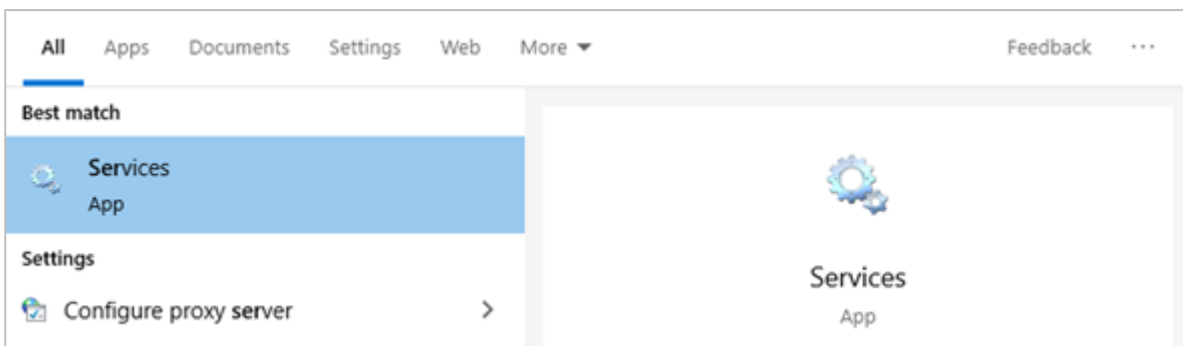 All Apps Documents Settings Web More Feedback ...
Best match
Services
App
Settings
Configure proxy server
Services
App